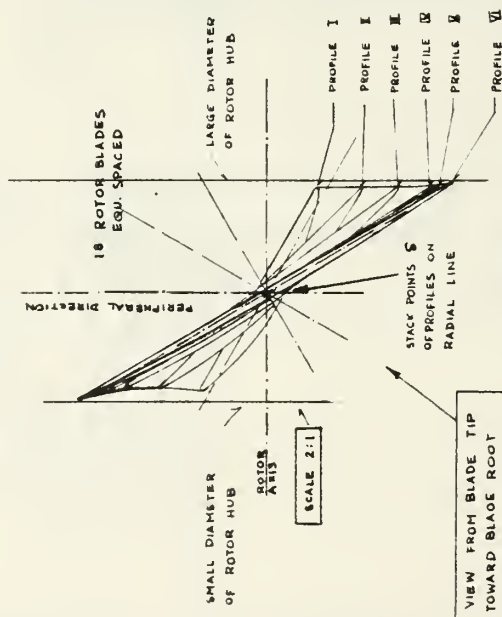 18 ROTOR BLADES
EQU. SPACED
PERIPHERAL DIRECTION
LARGE DIAMETER
OF ROTOR HUB
SMALL DIAMETER
OF ROTOR HUB
ROTOR
AXIS
SCALE 2:1
STACK POINTS S
OF PROFILES ON
RADIAL LINE
PROFILE I
PROFILE II
PROFILE III
PROFILE IV
PROFILE V
PROFILE VI
VIEW FROM BLADE TIP
TOWARD BLADE ROOT